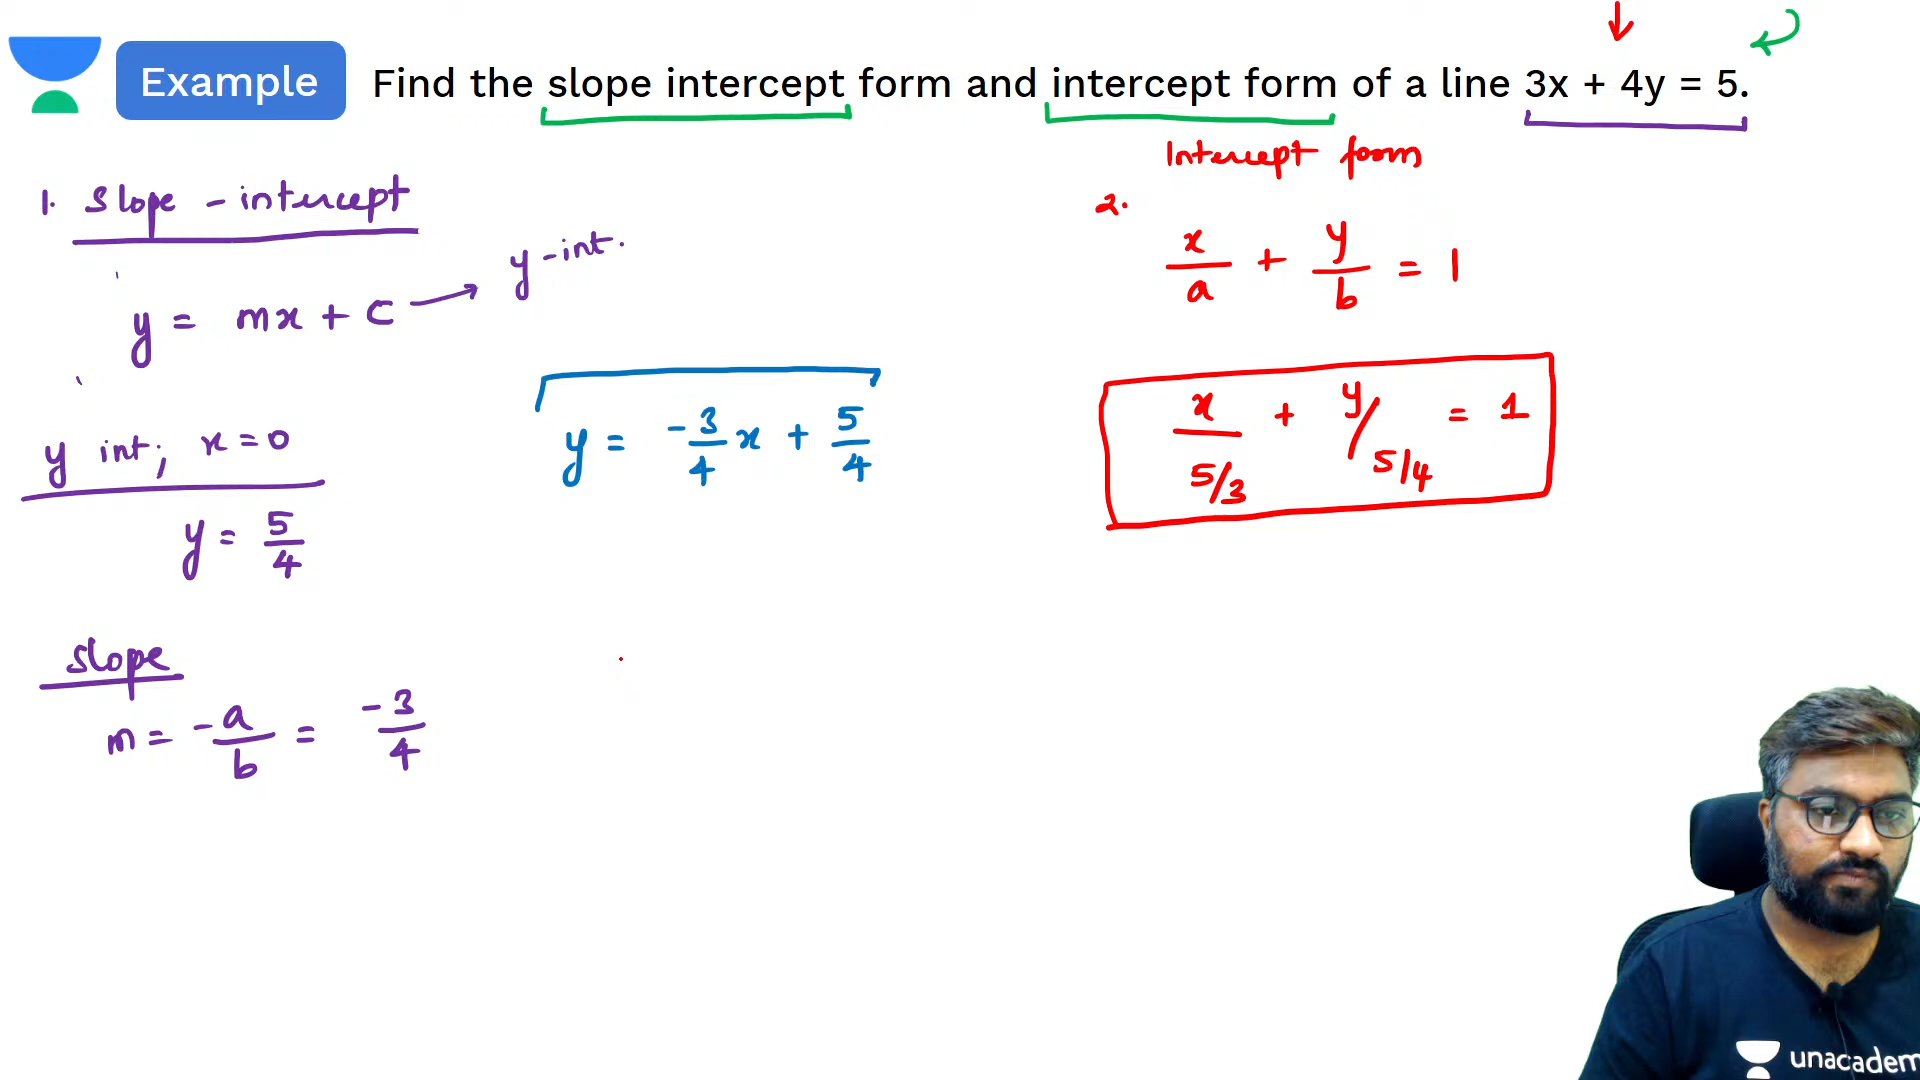 Example Find the slope intercept form and intercept form of a line 3x + 4y = 5.
1. Slope - intercept
y = mx + c → y-int.
y int; x = 0
y = 5/4
slope
m = -a/b = -3/4
y = -3/4 x + 5/4
Intercept form
2.
x/a + y/b = 1
x/5/3 + y/5/4 = 1
unacadem